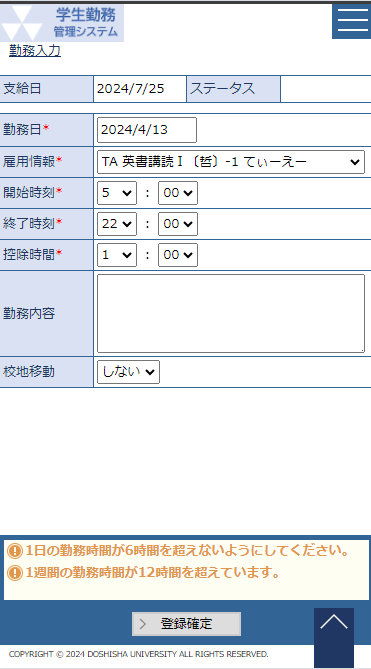 学生勤務
管理システム
勤務入力
支給日 2024/7/25 ステータス
勤務日* 2024/4/13
雇用情報* TA 英書講読Ⅰ〔哲〕-1 てぃーえー
開始時刻* 5 : 00
終了時刻* 22 : 00
控除時間* 1 : 00
勤務内容
校地移動 しない
1日の勤務時間が6時間を超えないようにしてください。
1週間の勤務時間が12時間を超えています。
登録確定
COPYRIGHT © 2024 DOSHISHA UNIVERSITY ALL RIGHTS RESERVED.